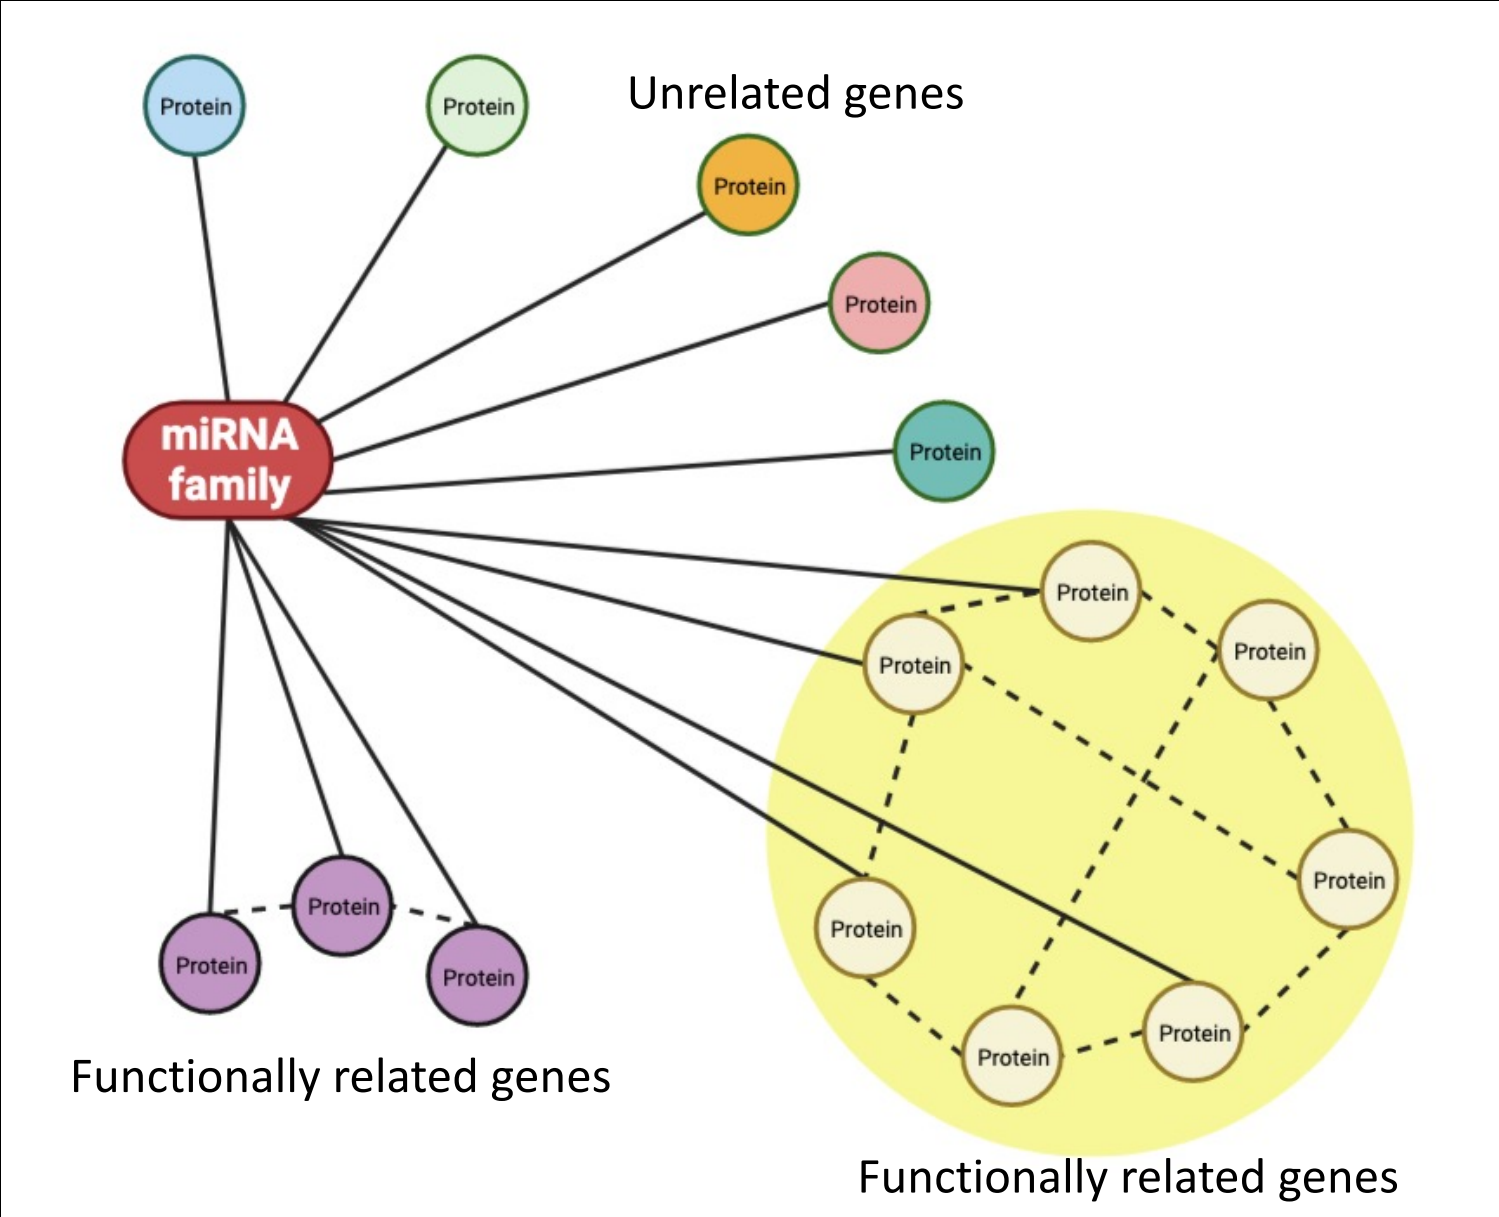 Unrelated genes
Protein
Protein
Protein
Protein
miRNA
family
Protein
Protein
Protein
Protein
Protein
Protein
Protein
Protein
Protein
Protein
Protein
Functionally related genes
Functionally related genes